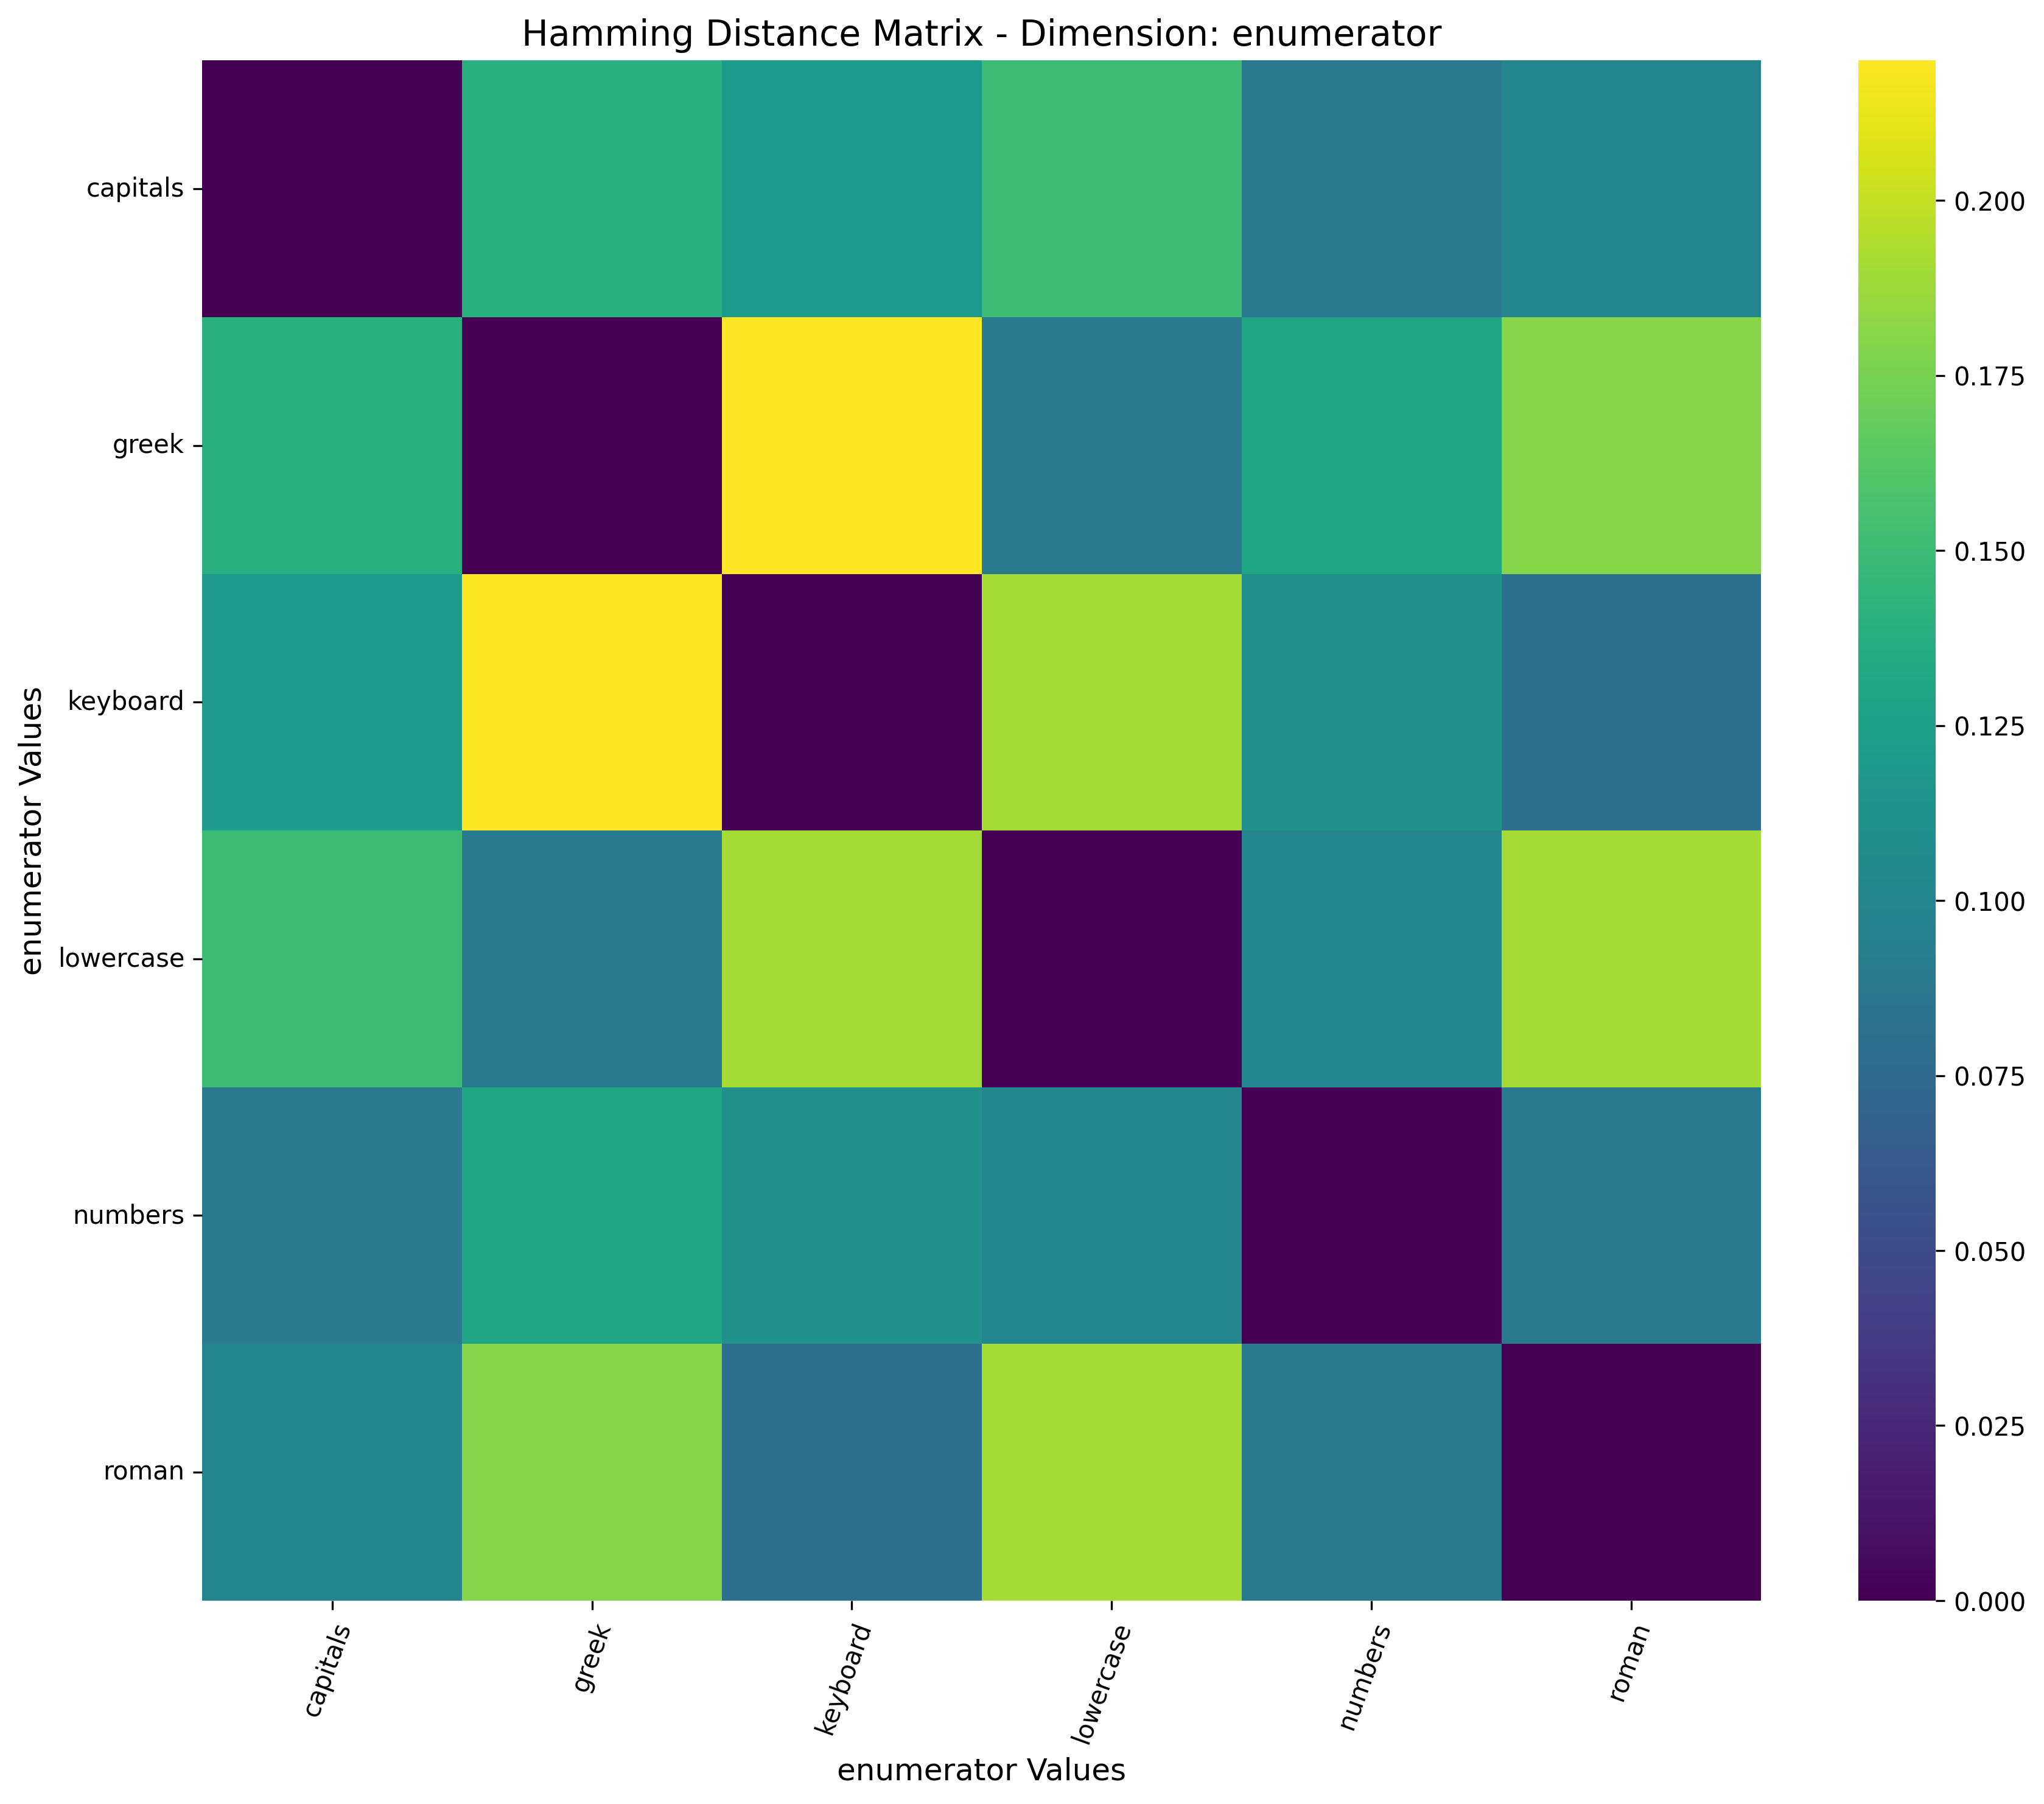 Hamming Distance Matrix - Dimension: enumerator
capitals
greek
keyboard
lowercase
numbers
roman
enumerator Values
capitals
greek
keyboard
lowercase
numbers
roman
enumerator Values
0.200
0.175
0.150
0.125
0.100
0.075
0.050
0.025
0.000